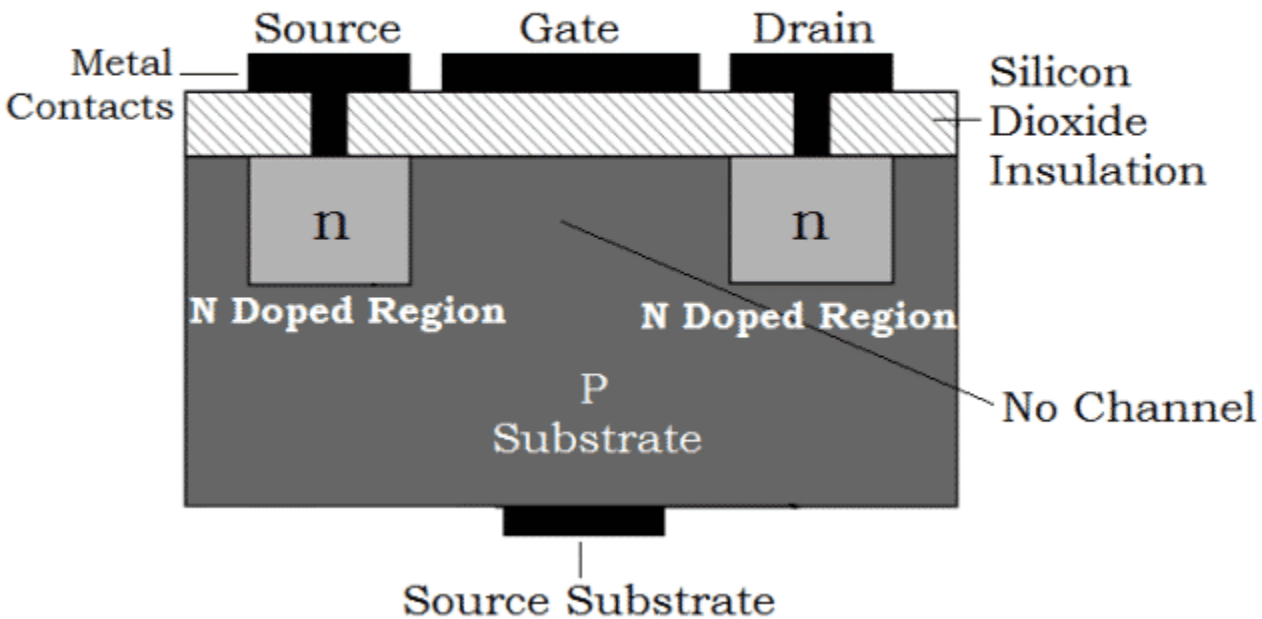 Source
Gate
Drain
Metal
Contacts
Silicon
Dioxide
Insulation
n
n
N Doped Region
N Doped Region
P
Substrate
No Channel
Source Substrate